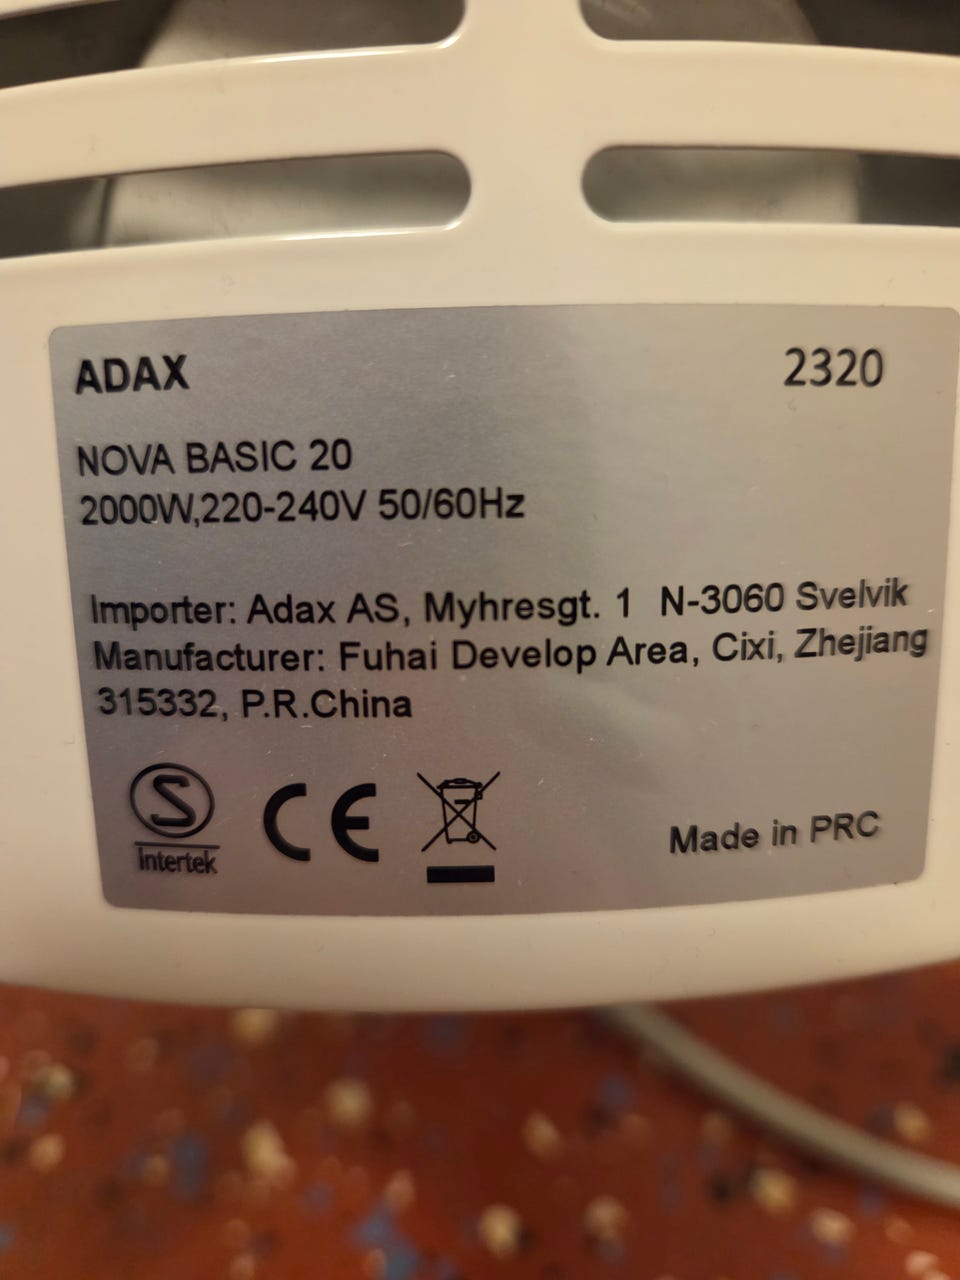 ADAX 2320
NOVA BASIC 20
2000W,220-240V 50/60Hz
Importer: Adax AS, Myhresgt. 1 N-3060 Svelvik
Manufacturer: Fuhai Develop Area, Cixi, Zhejiang
315332, P.R.China
S
Intertek
CE
Made in PRC